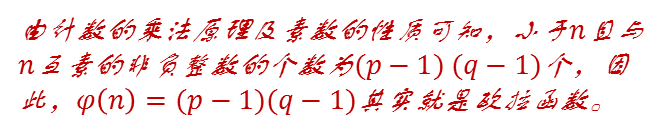 由计数的乘法原理及素数的性质可知，小于n且与
n互素的非负整数的个数为(p − 1) (q − 1)个，因
此，φ(n) = (p − 1)(q − 1)其实就是欧拉函数。